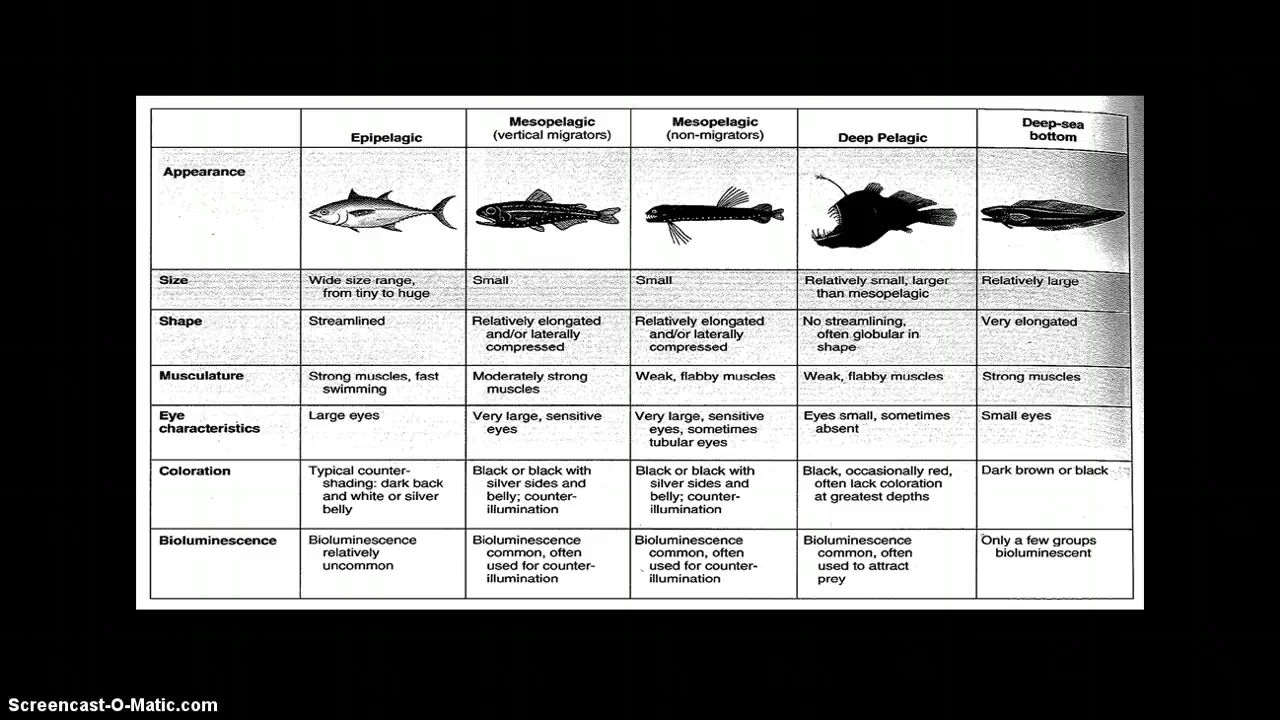 Epipelagic
Mesopelagic
(vertical migrators)
Mesopelagic
(non-migrators)
Deep Pelagic
Deep-sea
bottom
Appearance
Size
Wide size range,
from tiny to huge
Small
Small
Relatively small, larger
than mesopelagic
Relatively large
Shape
Streamlined
Relatively elongated
and/or laterally
compressed
Relatively elongated
and/or laterally
compressed
No streamlining,
often globular in
shape
Very elongated
Musculature
Strong muscles, fast
swimming
Moderately strong
muscles
Weak, flabby muscles
Weak, flabby muscles
Strong muscles
Eye
characteristics
Large eyes
Very large, sensitive
eyes
Very large, sensitive
eyes, sometimes
tubular eyes
Eyes small, sometimes
absent
Small eyes
Coloration
Typical counter-
shading: dark back
and white or silver
belly
Black or black with
silver sides and
belly; counter-
illumination
Black or black with
silver sides and
belly; counter-
illumination
Black, occasionally red,
often lack coloration
at greatest depths
Dark brown or black
Bioluminescence
Bioluminescence
relatively
uncommon
Bioluminescence
common, often
used for counter-
illumination
Bioluminescence
common, often
used for counter-
illumination
Bioluminescence
common, often
used to attract
prey
Only a few groups
bioluminescent
Screencast-O-Matic.com